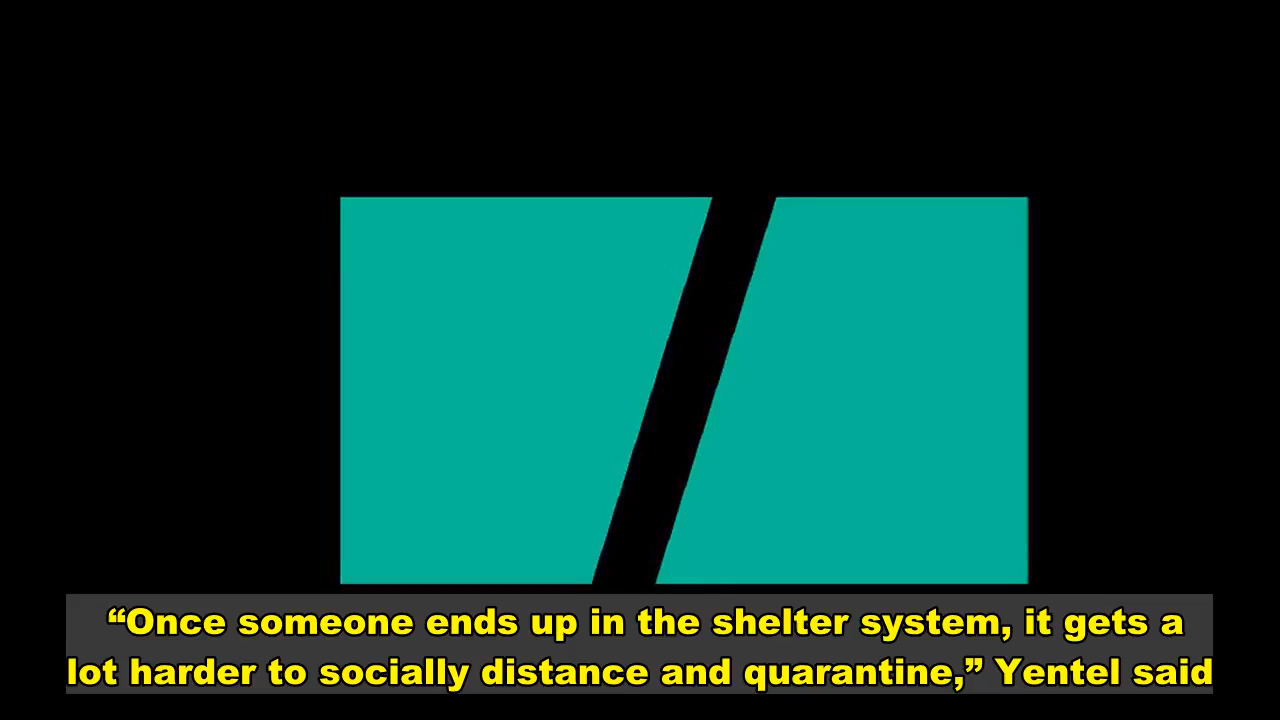 “Once someone ends up in the shelter system, it gets a
lot harder to socially distance and quarantine,” Yentel said